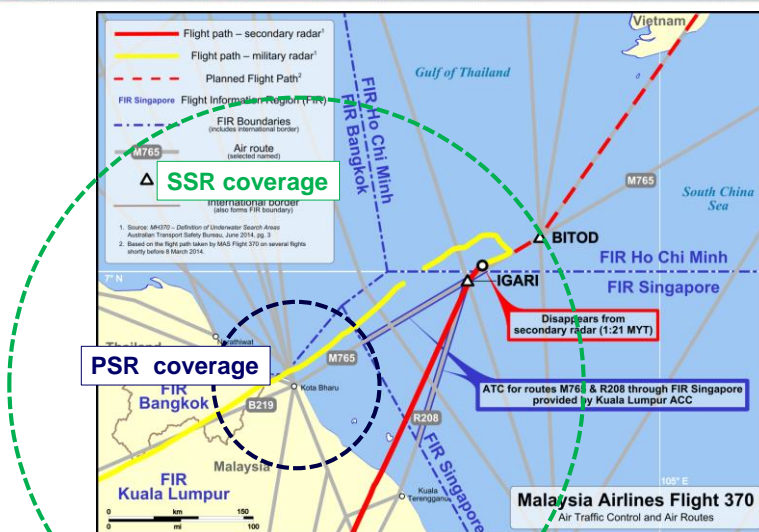 Flight path – secondary radar¹
Flight path – military radar¹
Planned Flight Path²
FIR Singapore Flight Information Region (FIR)
FIR Boundaries
(includes international border)
M765 Air route
(selected named)
SSR coverage
International border
(also forms FIR boundary)
1. Source: MH370 – Definition of Underwater Search Areas
Australian Transport Safety Bureau, June 2014, pg. 3
2. Based on the flight path taken by MAS Flight 370 on several flights
shortly before 8 March 2014.
Vietnam
Gulf of Thailand
FIR Ho Chi Minh
FIR Bangkok
M765
South China
Sea
BITOD
FIR Ho Chi Minh
FIR Singapore
7° N
IGARI
Disappears from
secondary radar (1:21 MYT)
M765
PSR coverage
FIR
Bangkok
Kota Bharu
B219
ATC for routes M765 & R208 through FIR Singapore
provided by Kuala Lumpur ACC
R208
FIR Singapore
Malaysia
FIR
Kuala Lumpur
Kuala
Terengganu
105° E
0 km 150
0 mi 100
Malaysia Airlines Flight 370
Air Traffic Control and Air Routes